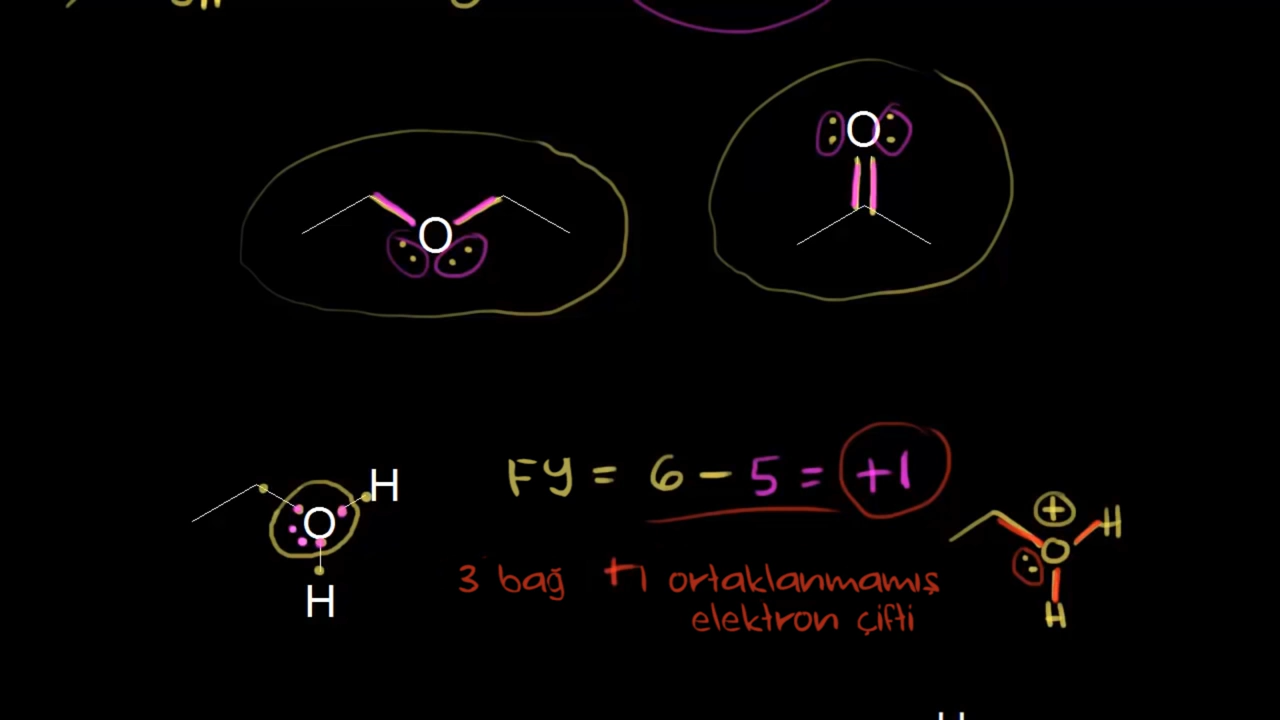 O
O
H
O
H
FY = 6 - 5 = +1
3 bağ + 1 ortaklanmamış
elektron çifti
+
O
H
H
H